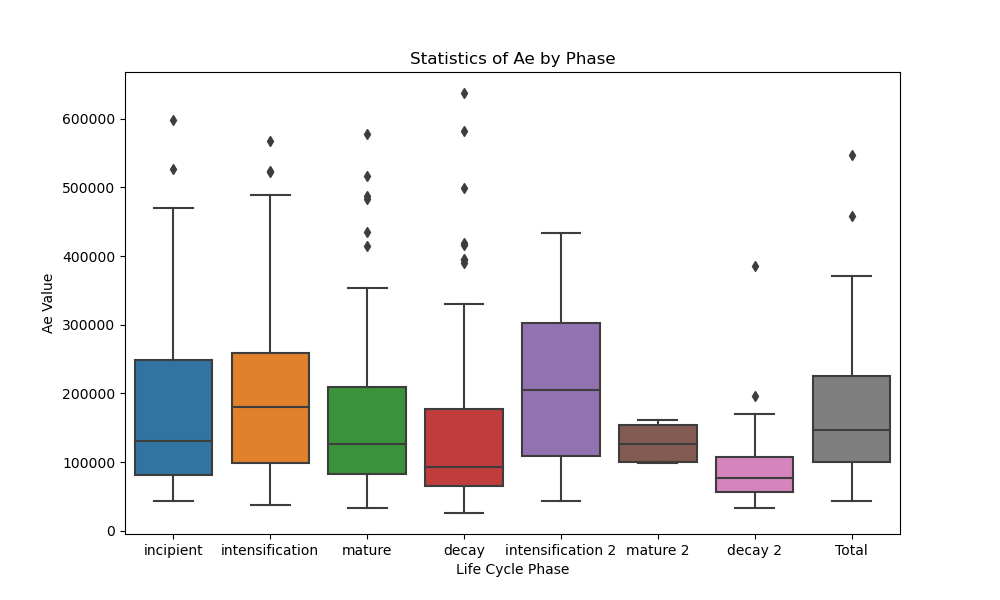 Statistics of Ae by Phase
600000
500000
400000
300000
200000
100000
0
Ae Value
incipient intensification mature decay intensification 2 mature 2 decay 2 Total
Life Cycle Phase